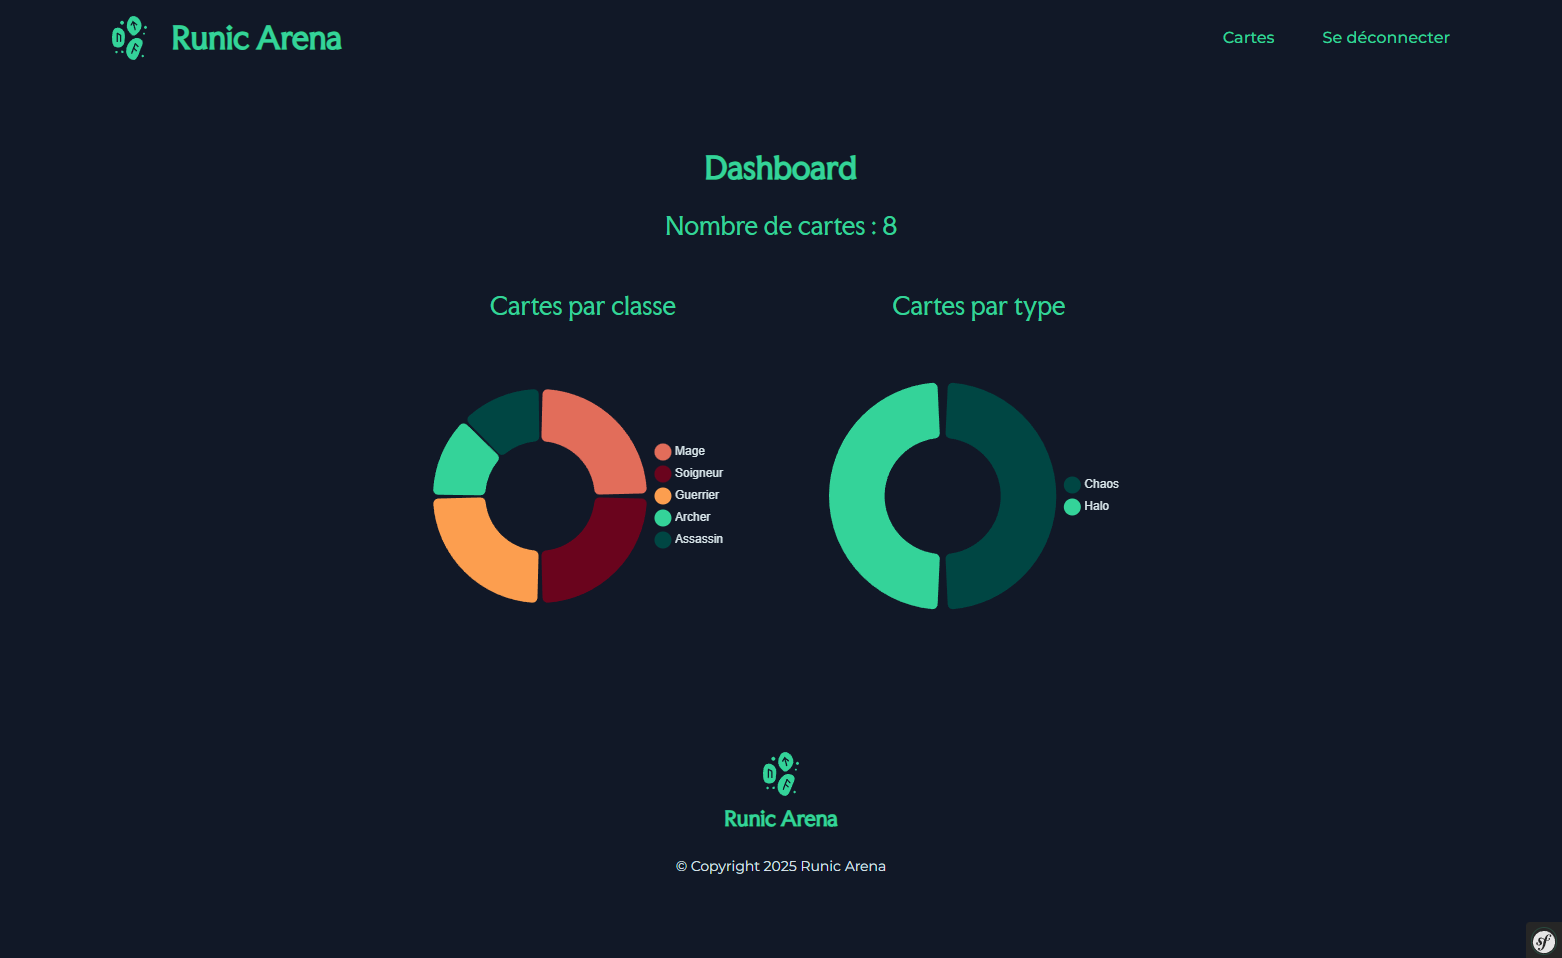 Runic Arena
Cartes
Se déconnecter
Dashboard
Nombre de cartes : 8
Cartes par classe
Mage
Soigneur
Guerrier
Archer
Assassin
Cartes par type
Chaos
Halo
Runic Arena
© Copyright 2025 Runic Arena
sf